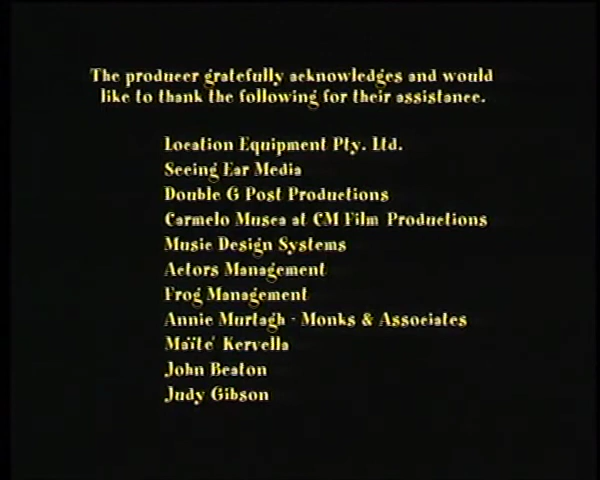 The producer gratefully acknowledges and would
like to thank the following for their assistance.
Location Equipment Pty. Ltd.
Seeing Ear Media
Double G Post Productions
Carmelo Musca at CM Film Productions
Music Design Systems
Actors Management
Frog Management
Annie Murtagh - Monks & Associates
Maïte' Kervella
John Beaton
Judy Gibson